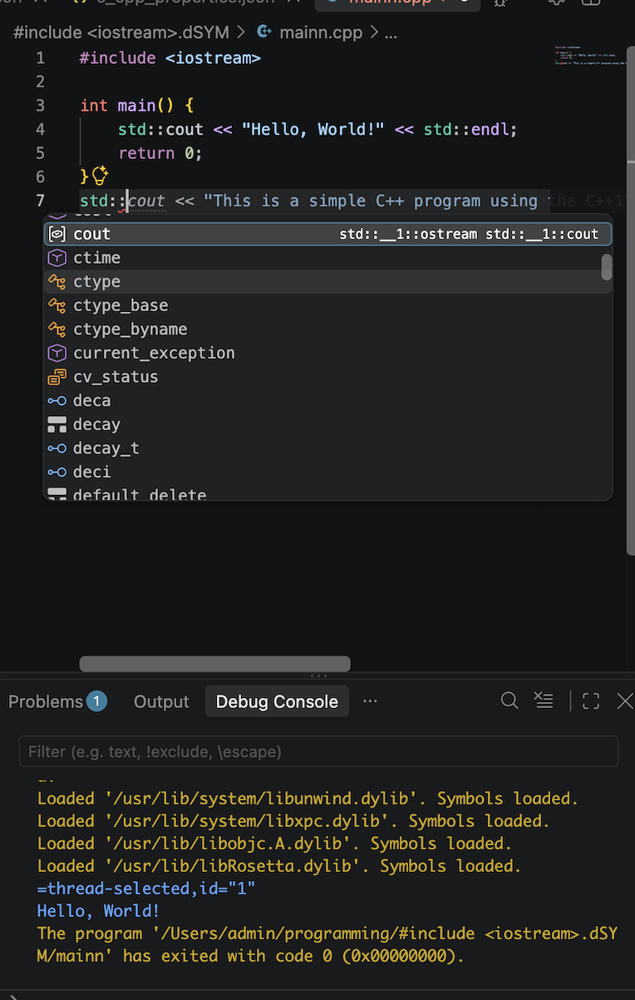 #include <iostream>.dSYM > mainn.cpp > ...
1 #include <iostream>
2
3 int main() {
4 std::cout << "Hello, World!" << std::endl;
5 return 0;
6 }
7 std::cout << "This is a simple C++ program using the C++1
cout std::__1::ostream std::__1::cout
ctime
ctype
ctype_base
ctype_byname
current_exception
cv_status
deca
decay
decay_t
deci
default_delete
Problems 1 Output Debug Console ...
Filter (e.g. text, !exclude, \escape)
Loaded '/usr/lib/system/libunwind.dylib'. Symbols loaded.
Loaded '/usr/lib/system/libxpc.dylib'. Symbols loaded.
Loaded '/usr/lib/libobjc.A.dylib'. Symbols loaded.
Loaded '/usr/lib/libRosetta.dylib'. Symbols loaded.
=thread-selected,id="1"
Hello, World!
The program '/Users/admin/programming/#include <iostream>.dSY
M/mainn' has exited with code 0 (0x00000000).